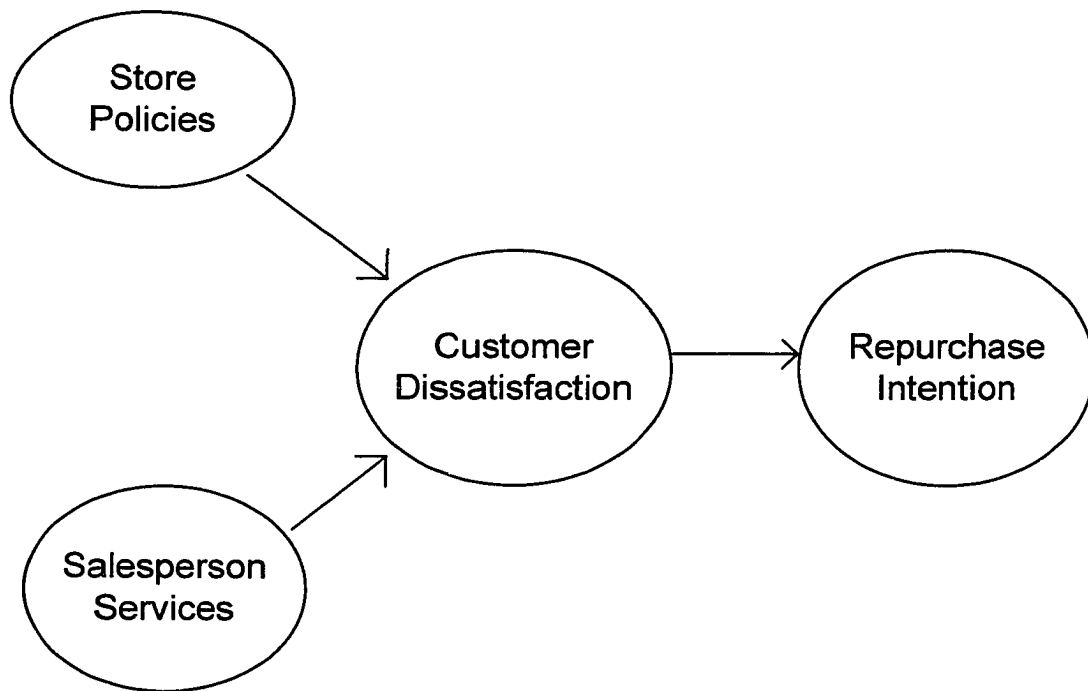 Store
Policies
Customer
Dissatisfaction
Repurchase
Intention
Salesperson
Services